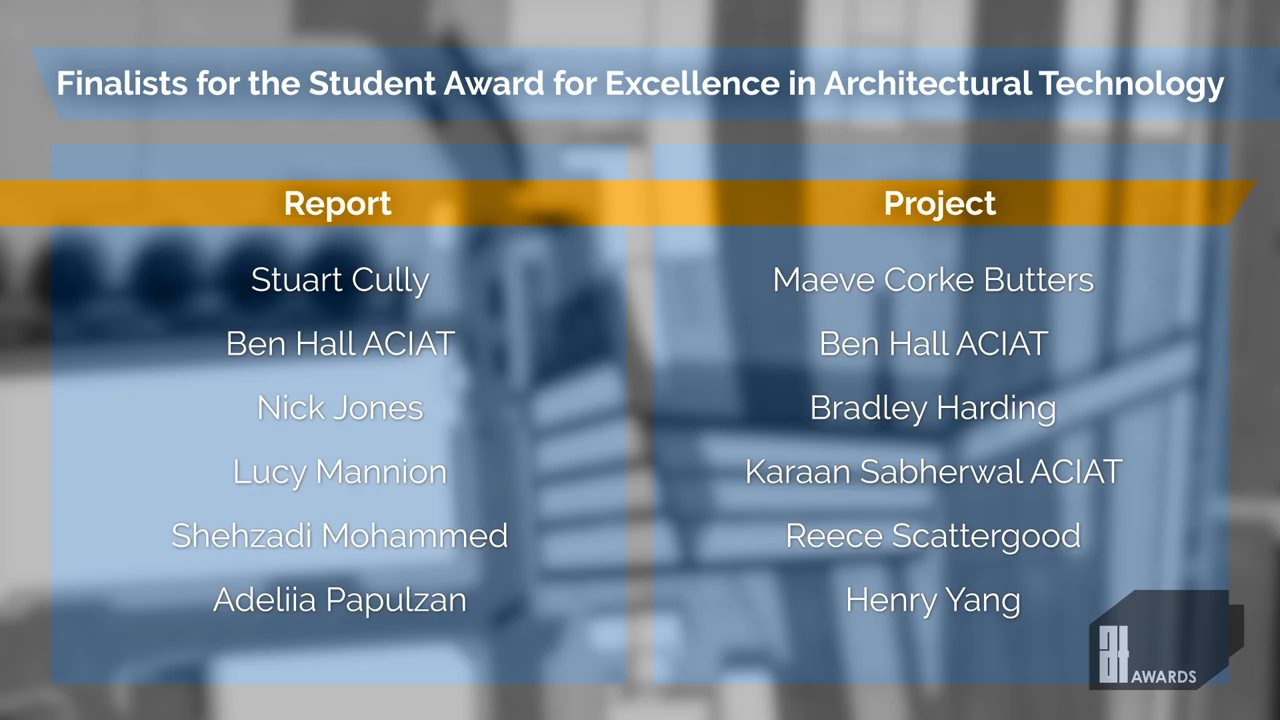 Finalists for the Student Award for Excellence in Architectural Technology
Report
Stuart Cully
Ben Hall ACIAT
Nick Jones
Lucy Mannion
Shehzadi Mohammed
Adeliia Papulzan
Project
Maeve Corke Butters
Ben Hall ACIAT
Bradley Harding
Karaan Sabherwal ACIAT
Reece Scattergood
Henry Yang
at AWARDS